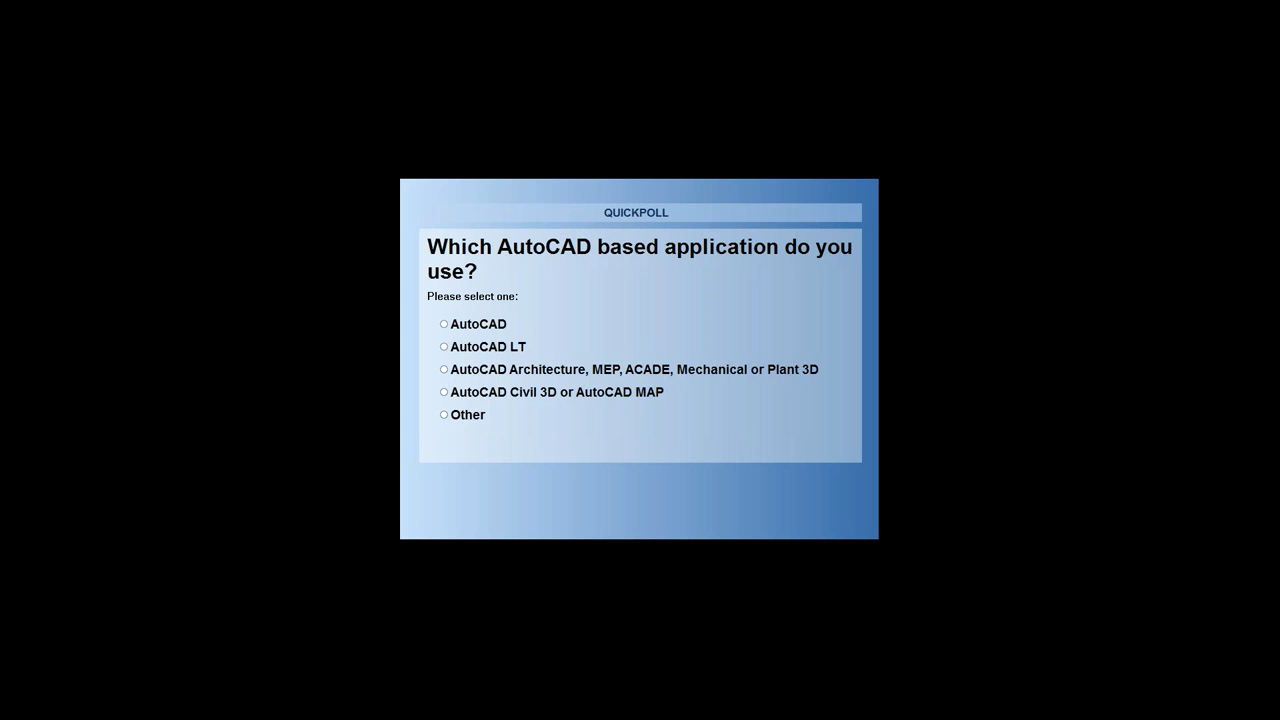 QUICKPOLL
Which AutoCAD based application do you
use?
Please select one:
AutoCAD
AutoCAD LT
AutoCAD Architecture, MEP, ACADE, Mechanical or Plant 3D
AutoCAD Civil 3D or AutoCAD MAP
Other